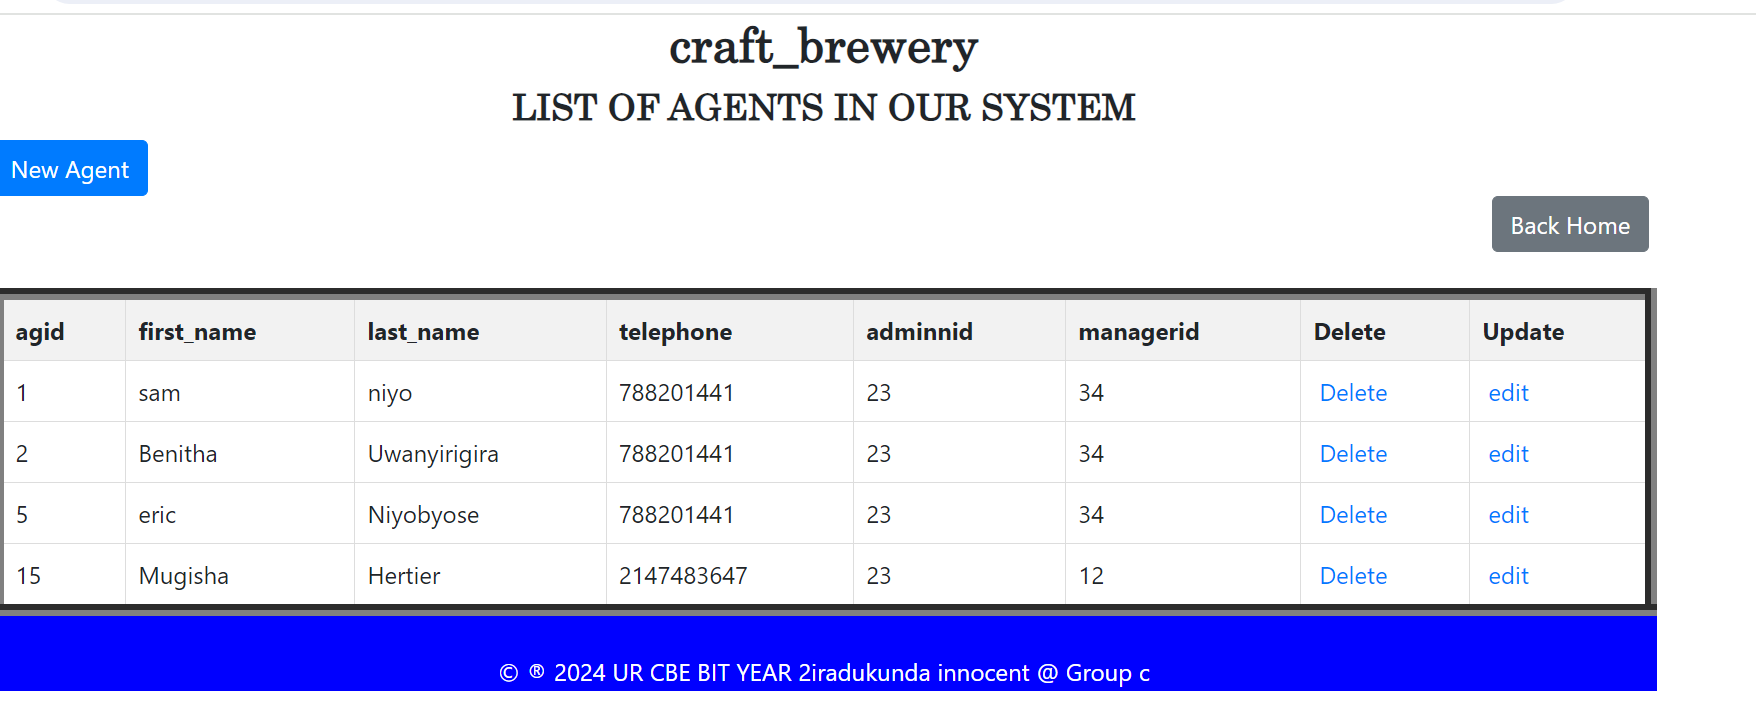 craft_brewery
LIST OF AGENTS IN OUR SYSTEM
New Agent
Back Home
agid first_name last_name telephone adminnid managerid Delete Update
1 sam niyo 788201441 23 34 Delete edit
2 Benitha Uwanyirigira 788201441 23 34 Delete edit
5 eric Niyobyose 788201441 23 34 Delete edit
15 Mugisha Hertier 2147483647 23 12 Delete edit
© ® 2024 UR CBE BIT YEAR 2iradukunda innocent @ Group c